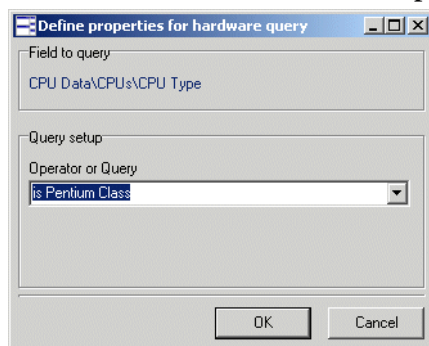 Define properties for hardware query
Field to query
CPU Data\CPUs\CPU Type
Query setup
Operator or Query
is Pentium Class
OK
Cancel